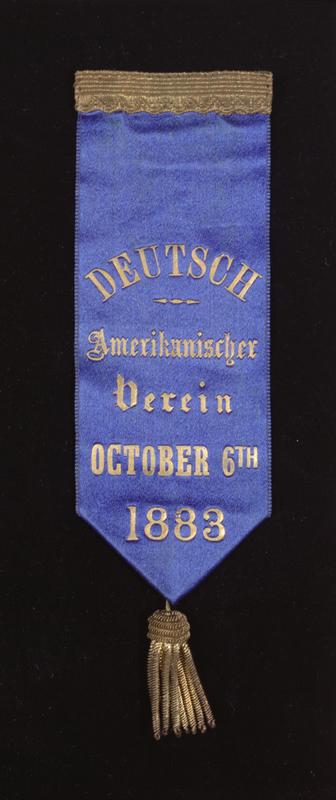 DEUTSCH
Amerikanischer
Verein
OCTOBER 6TH
1883